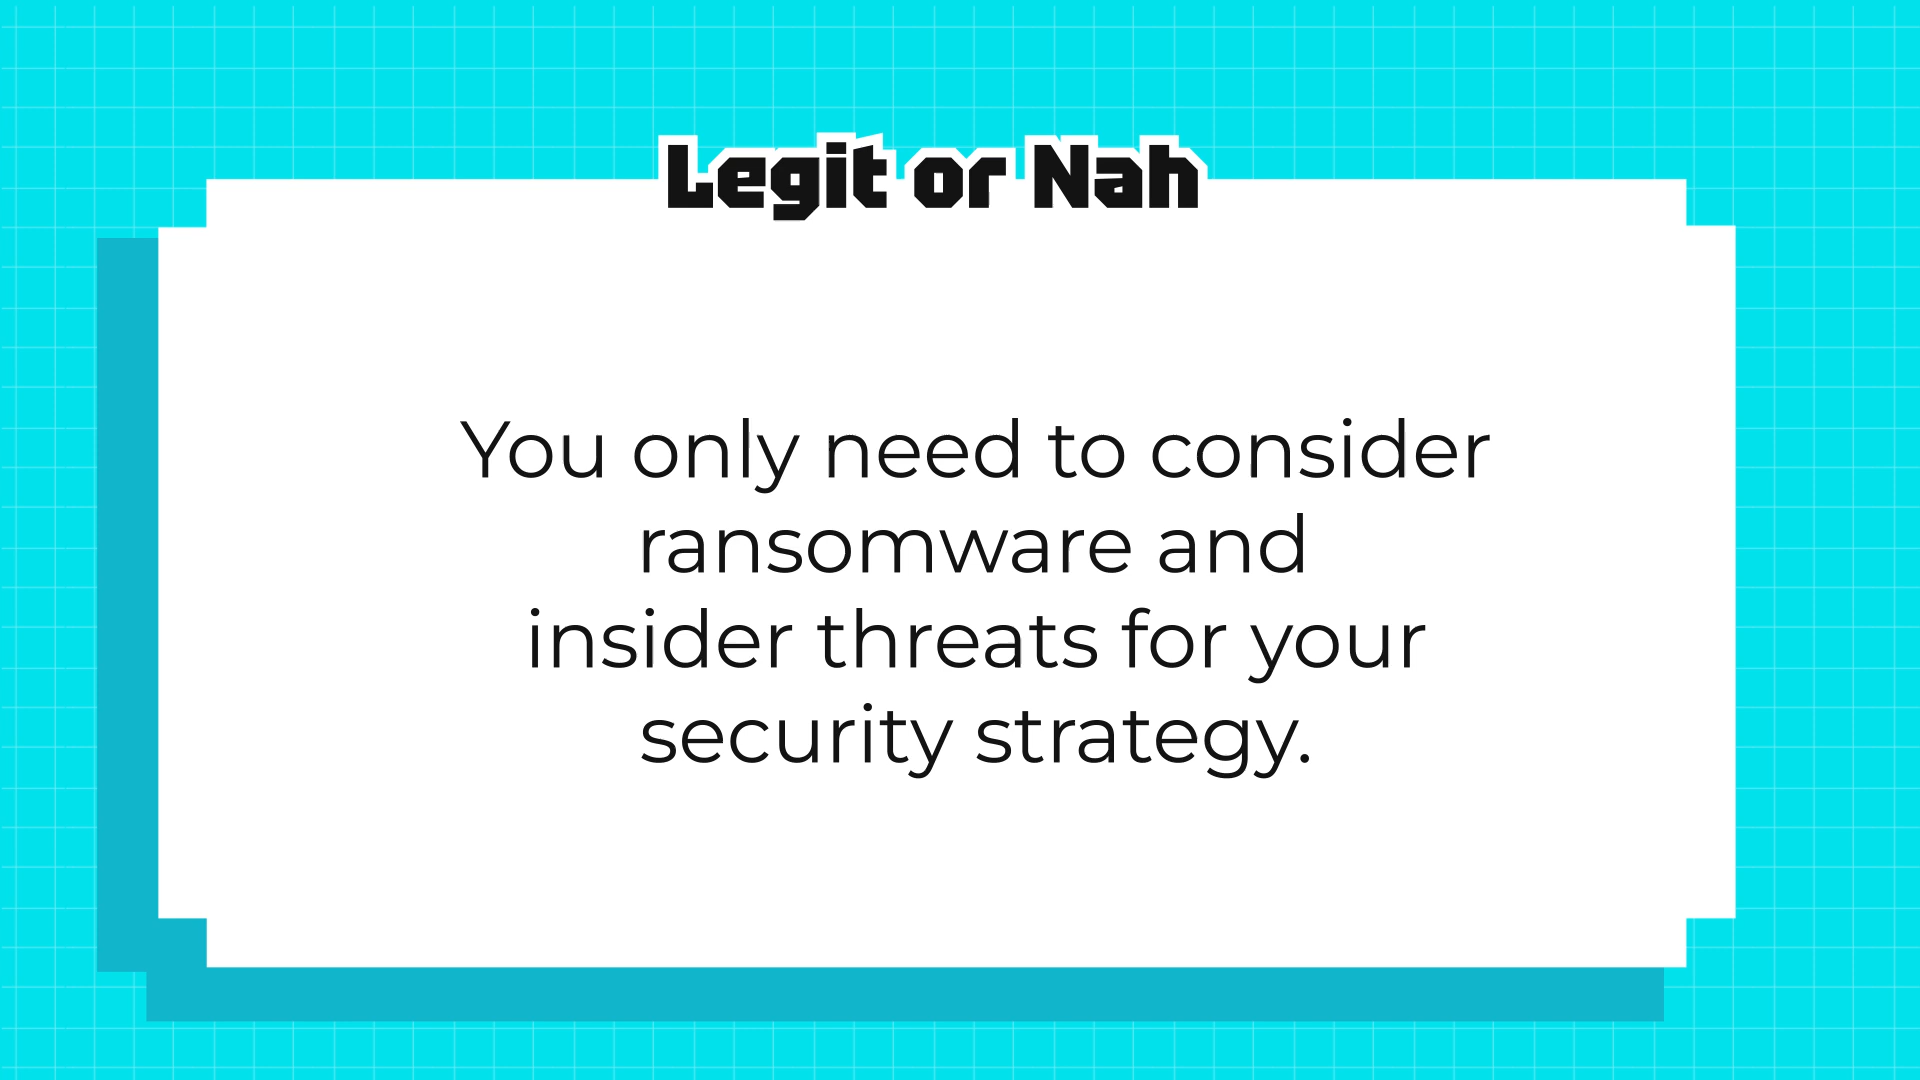 Legit or Nah
You only need to consider
ransomware and
insider threats for your
security strategy.